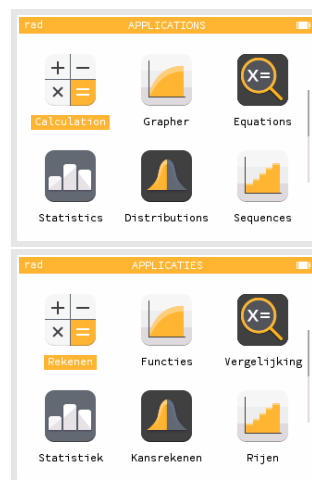 rad APPLICATIONS
Calculation Grapher Equations
Statistics Distributions Sequences
rad APPLICATIES
Rekenen Functies Vergelijking
Statistiek Kansrekenen Rijen